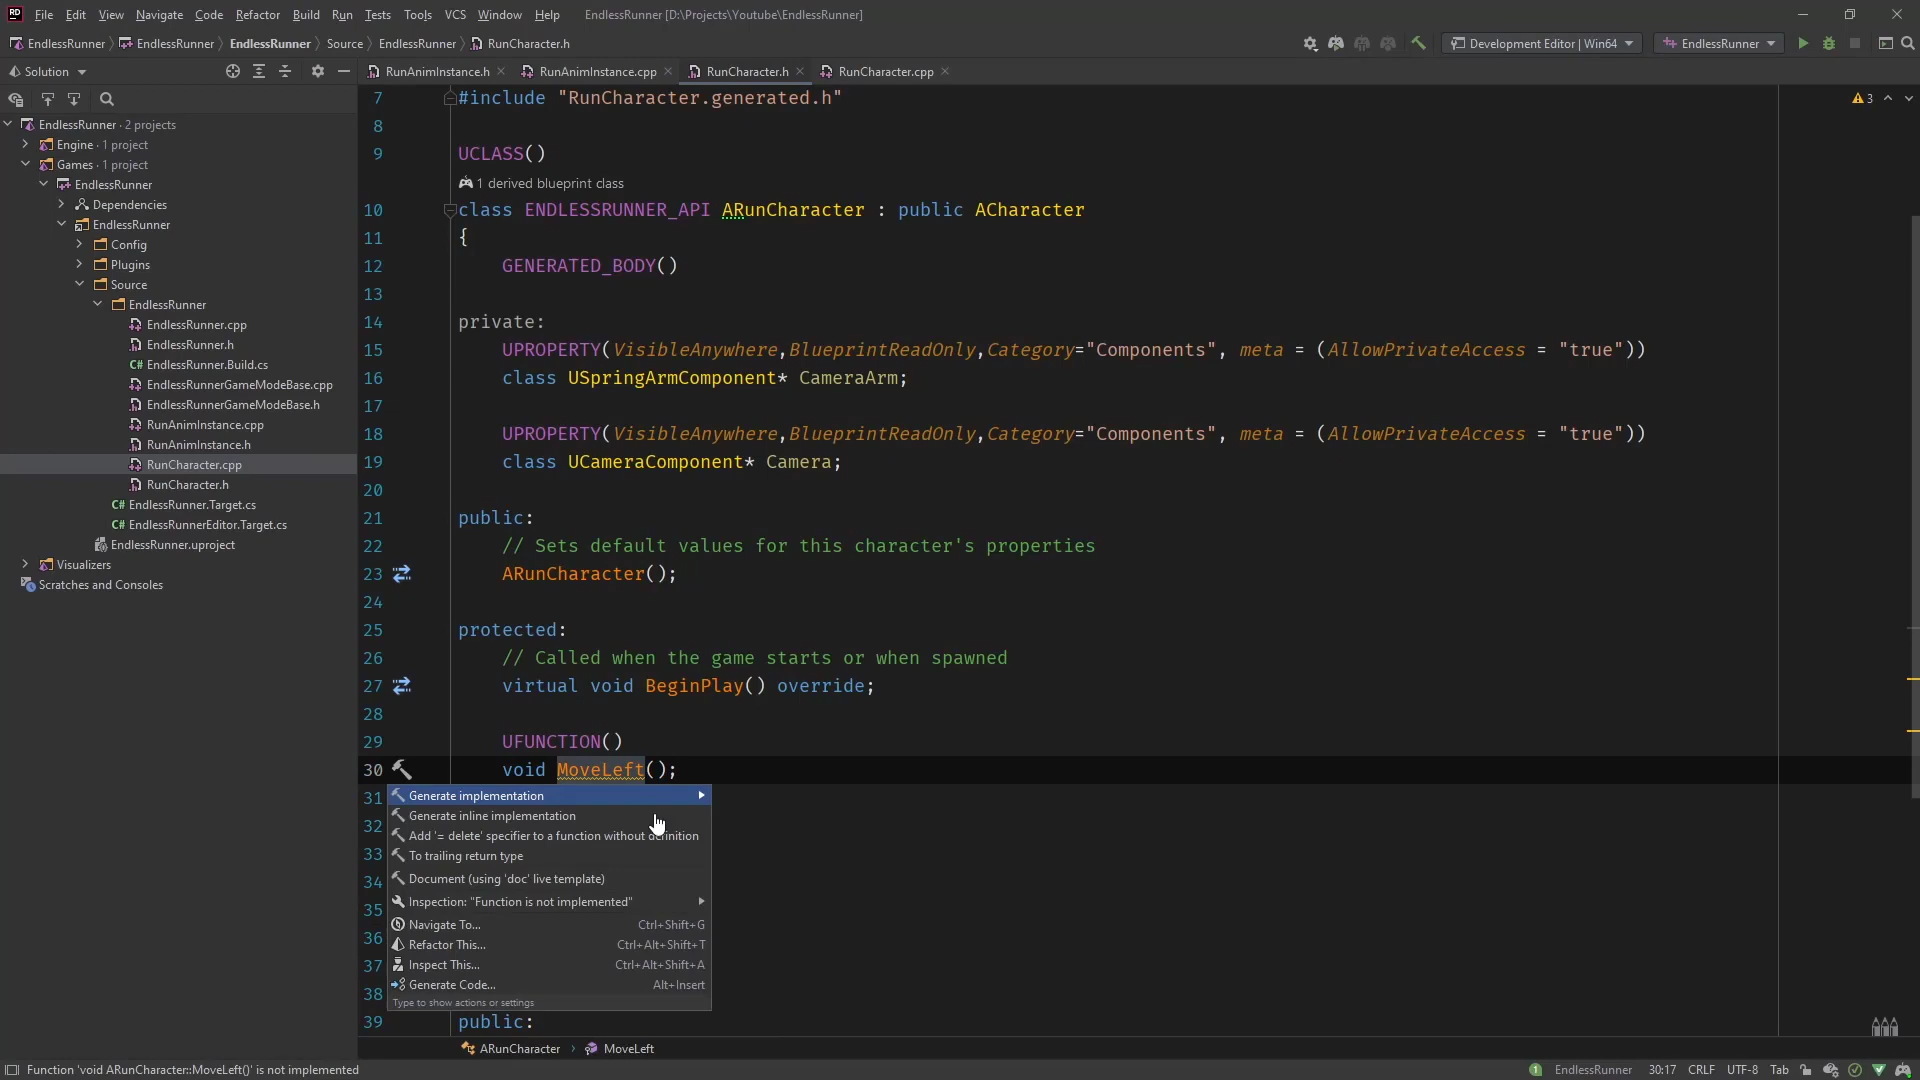 File Edit View Navigate Code Refactor Build Run Tests Tools VCS Window Help EndlessRunner [D:\Projects\Youtube\EndlessRunner]
EndlessRunner EndlessRunner EndlessRunner Source EndlessRunner RunCharacter.h Development Editor | Win64 EndlessRunner
Solution
RunAnimInstance.h RunAnimInstance.cpp RunCharacter.h RunCharacter.cpp
3
EndlessRunner · 2 projects
Engine · 1 project
Games · 1 project
EndlessRunner
Dependencies
EndlessRunner
Config
Plugins
Source
EndlessRunner
EndlessRunner.cpp
EndlessRunner.h
C# EndlessRunner.Build.cs
EndlessRunnerGameModeBase.cpp
EndlessRunnerGameModeBase.h
RunAnimInstance.cpp
RunAnimInstance.h
RunCharacter.cpp
RunCharacter.h
C# EndlessRunner.Target.cs
C# EndlessRunnerEditor.Target.cs
EndlessRunner.uproject
Visualizers
Scratches and Consoles
7 #include "RunCharacter.generated.h"
8
9 UCLASS()
1 derived blueprint class
10 class ENDLESSRUNNER_API ARunCharacter : public ACharacter
11 {
12 GENERATED_BODY()
13
14 private:
15 UPROPERTY(VisibleAnywhere,BlueprintReadOnly,Category="Components", meta = (AllowPrivateAccess = "true"))
16 class USpringArmComponent* CameraArm;
17
18 UPROPERTY(VisibleAnywhere,BlueprintReadOnly,Category="Components", meta = (AllowPrivateAccess = "true"))
19 class UCameraComponent* Camera;
20
21 public:
22 // Sets default values for this character's properties
23 ARunCharacter();
24
25 protected:
26 // Called when the game starts or when spawned
27 virtual void BeginPlay() override;
28
29 UFUNCTION()
30 void MoveLeft();
31 Generate implementation
Generate inline implementation
32 Add '= delete' specifier to a function without definition
33 To trailing return type
34 Document (using 'doc' live template)
35 Inspection: "Function is not implemented"
36 Navigate To... Ctrl+Shift+G
Refactor This... Ctrl+Alt+Shift+T
37 Inspect This... Ctrl+Alt+Shift+A
38 Generate Code... Alt+Insert
Type to show actions or settings
39 public:
ARunCharacter MoveLeft
Function 'void ARunCharacter::MoveLeft()' is not implemented 1 EndlessRunner 30:17 CRLF UTF-8 Tab